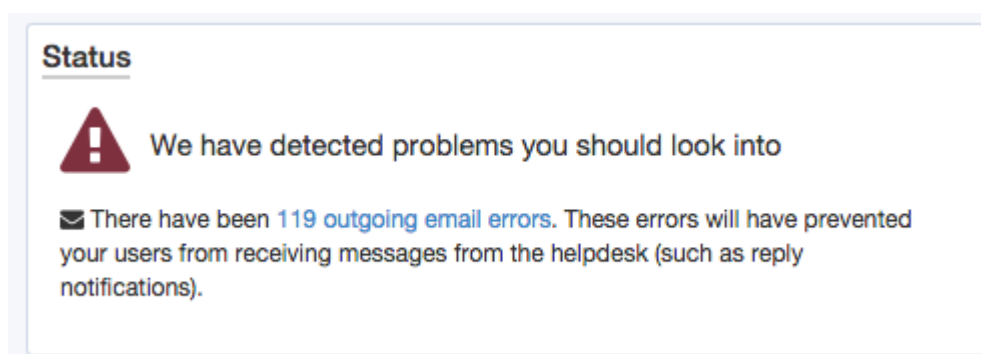 Status
We have detected problems you should look into
There have been 119 outgoing email errors. These errors will have prevented
your users from receiving messages from the helpdesk (such as reply
notifications).